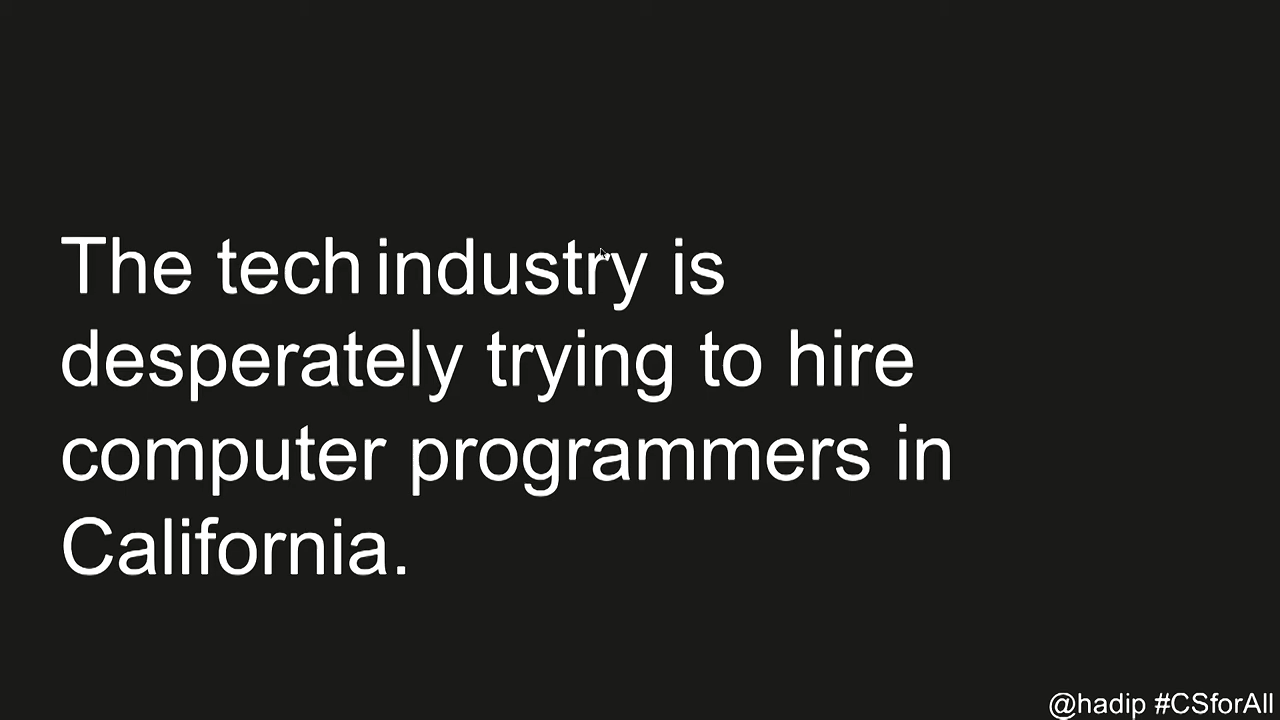 The tech industry is
desperately trying to hire
computer programmers in
California.
@hadip #CSforAll